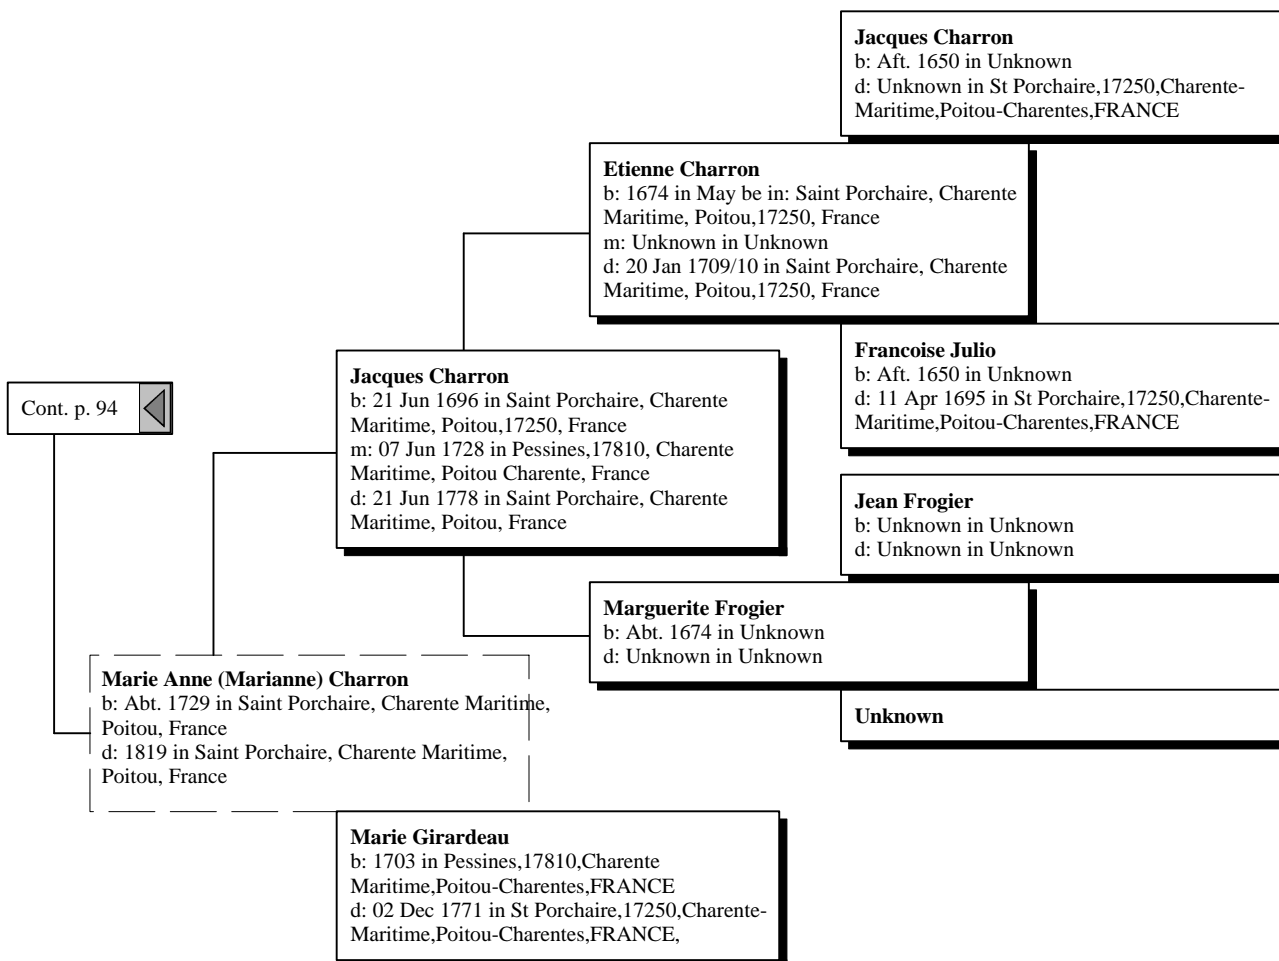 Jacques Charron
b: Aft. 1650 in Unknown
d: Unknown in St Porchaire,17250,Charente-
Maritime,Poitou-Charentes,FRANCE
Etienne Charron
b: 1674 in May be in: Saint Porchaire, Charente
Maritime, Poitou,17250, France
m: Unknown in Unknown
d: 20 Jan 1709/10 in Saint Porchaire, Charente
Maritime, Poitou,17250, France
Francoise Julio
b: Aft. 1650 in Unknown
d: 11 Apr 1695 in St Porchaire,17250,Charente-
Maritime,Poitou-Charentes,FRANCE
Jacques Charron
b: 21 Jun 1696 in Saint Porchaire, Charente
Maritime, Poitou,17250, France
m: 07 Jun 1728 in Pessines,17810, Charente
Maritime, Poitou Charente, France
d: 21 Jun 1778 in Saint Porchaire, Charente
Maritime, Poitou, France
Cont. p. 94
Jean Frogier
b: Unknown in Unknown
d: Unknown in Unknown
Marguerite Frogier
b: Abt. 1674 in Unknown
d: Unknown in Unknown
Unknown
Marie Anne (Marianne) Charron
b: Abt. 1729 in Saint Porchaire, Charente Maritime,
Poitou, France
d: 1819 in Saint Porchaire, Charente Maritime,
Poitou, France
Marie Girardeau
b: 1703 in Pessines,17810,Charente
Maritime,Poitou-Charentes,FRANCE
d: 02 Dec 1771 in St Porchaire,17250,Charente-
Maritime,Poitou-Charentes,FRANCE,